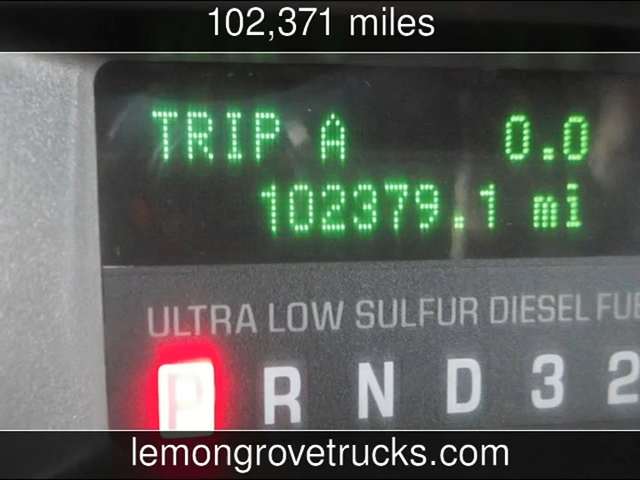 102,371 miles
TRIP A 0.0
102379.1 mi
ULTRA LOW SULFUR DIESEL FUE
P R N D 3 2
lemongrovetrucks.com